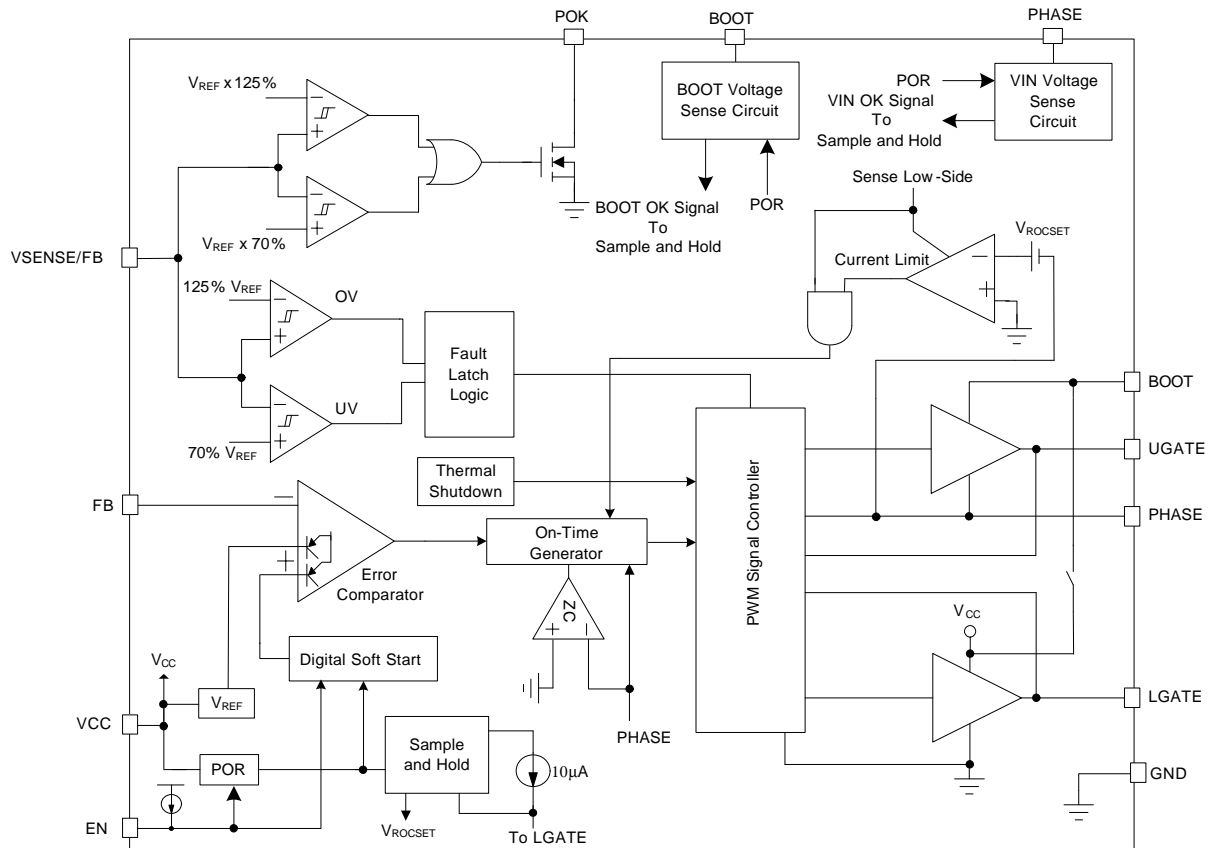 POK
BOOT
PHASE
VREF x 125%
BOOT Voltage
Sense Circuit
POR
VIN OK Signal
To
Sample and Hold
VIN Voltage
Sense
Circuit
−
+
−
+
VREF x 70%
BOOT OK Signal
To
Sample and Hold
POR
Sense Low-Side
VROCSET
Current Limit
−
+
VSENSE/FB
125% VREF
OV
−
+
UV
−
+
70% VREF
Fault
Latch
Logic
BOOT
UGATE
PHASE
Thermal
Shutdown
FB
−
+
Error
Comparator
On-Time
Generator
PWM Signal Controller
ZC
+
−
VCC
Digital Soft Start
VCC
VREF
LGATE
VCC
PHASE
Sample
and Hold
10µA
POR
GND
VROCSET
To LGATE
EN